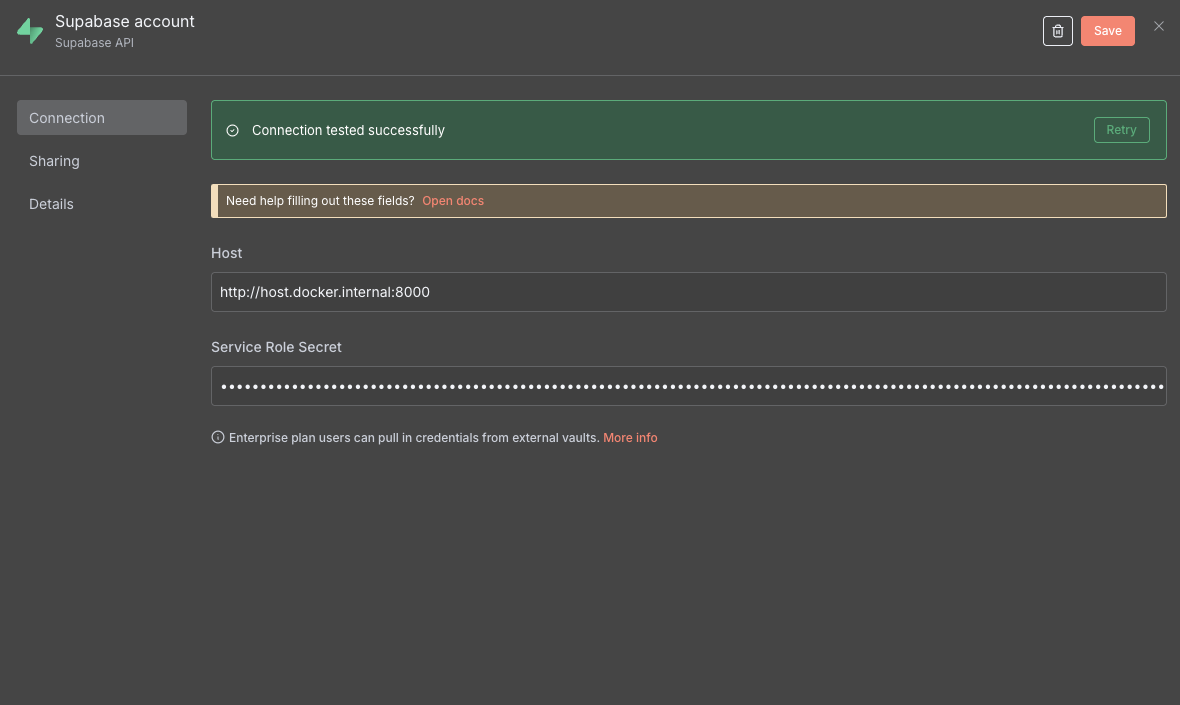 Supabase account
Supabase API
Save
Connection
Sharing
Details
Connection tested successfully
Retry
Need help filling out these fields? Open docs
Host
http://host.docker.internal:8000
Service Role Secret
Enterprise plan users can pull in credentials from external vaults. More info